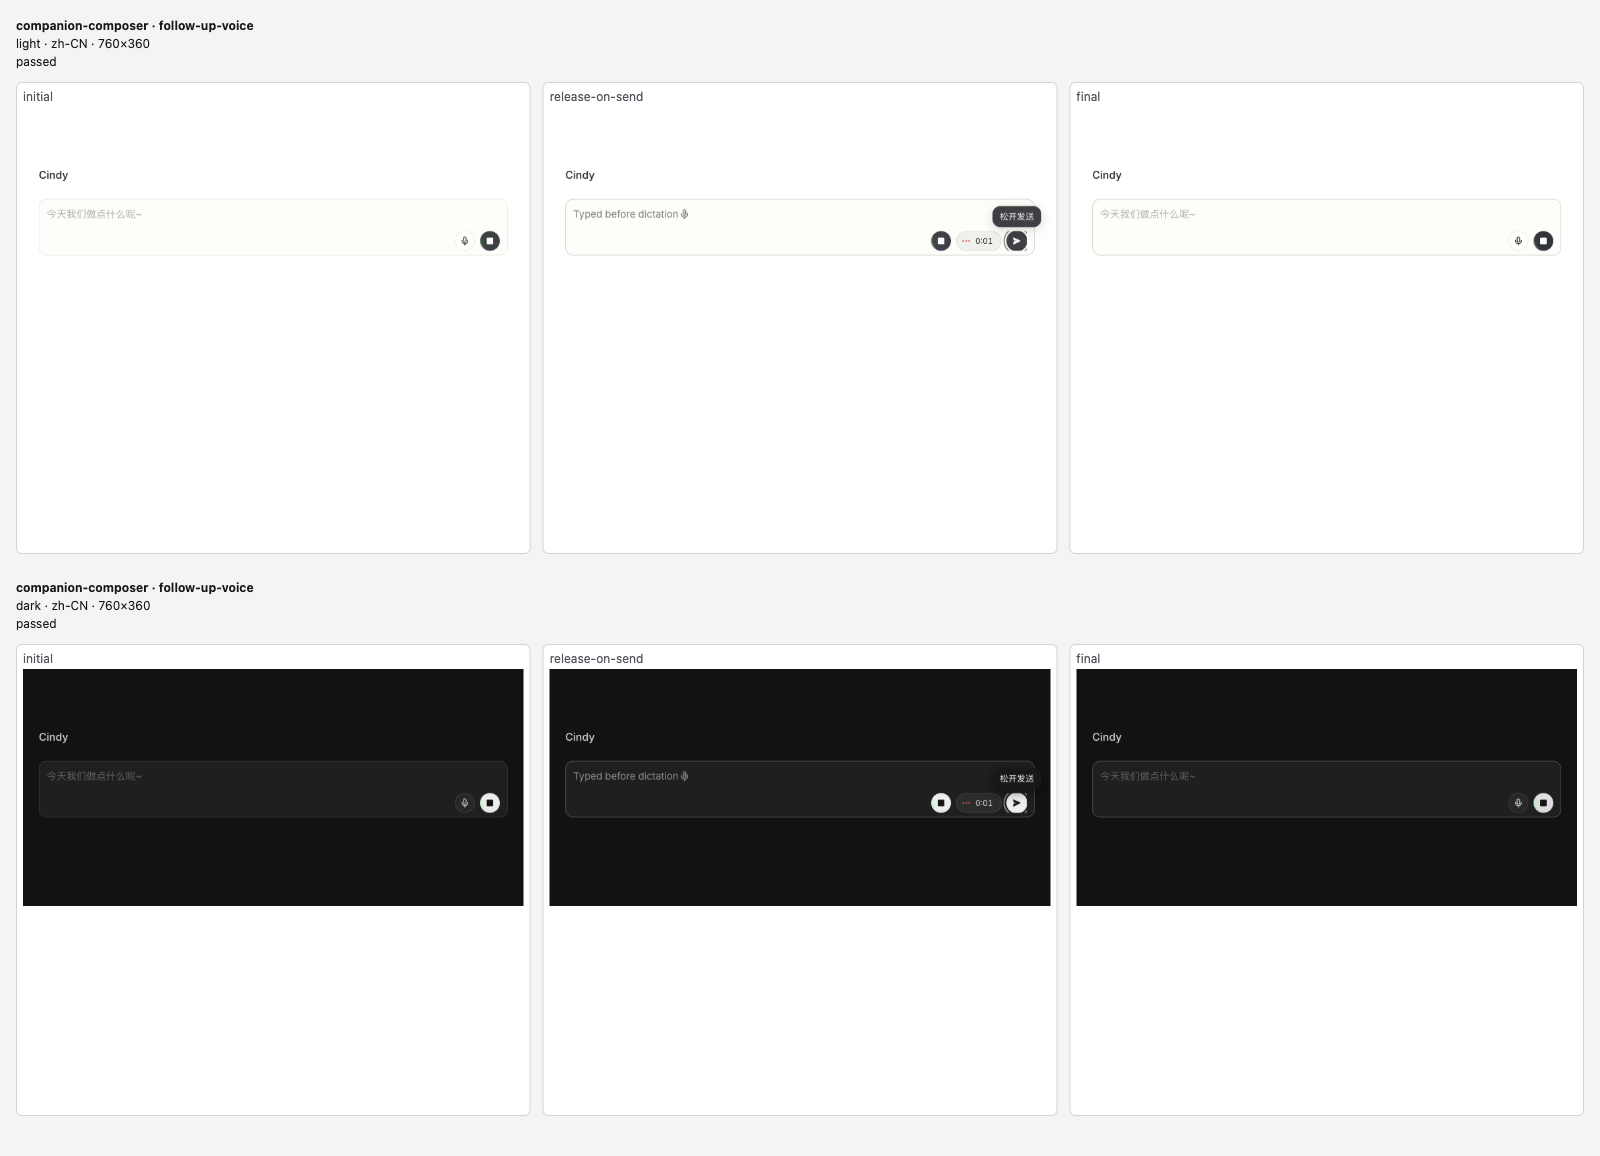 companion-composer · follow-up-voice
light · zh-CN · 760×360
passed
initial
Cindy
今天我们做点什么呢~
release-on-send
Cindy
Typed before dictation
松开发送
0:01
final
Cindy
今天我们做点什么呢~
companion-composer · follow-up-voice
dark · zh-CN · 760×360
passed
initial
Cindy
今天我们做点什么呢~
release-on-send
Cindy
Typed before dictation
松开发送
0:01
final
Cindy
今天我们做点什么呢~